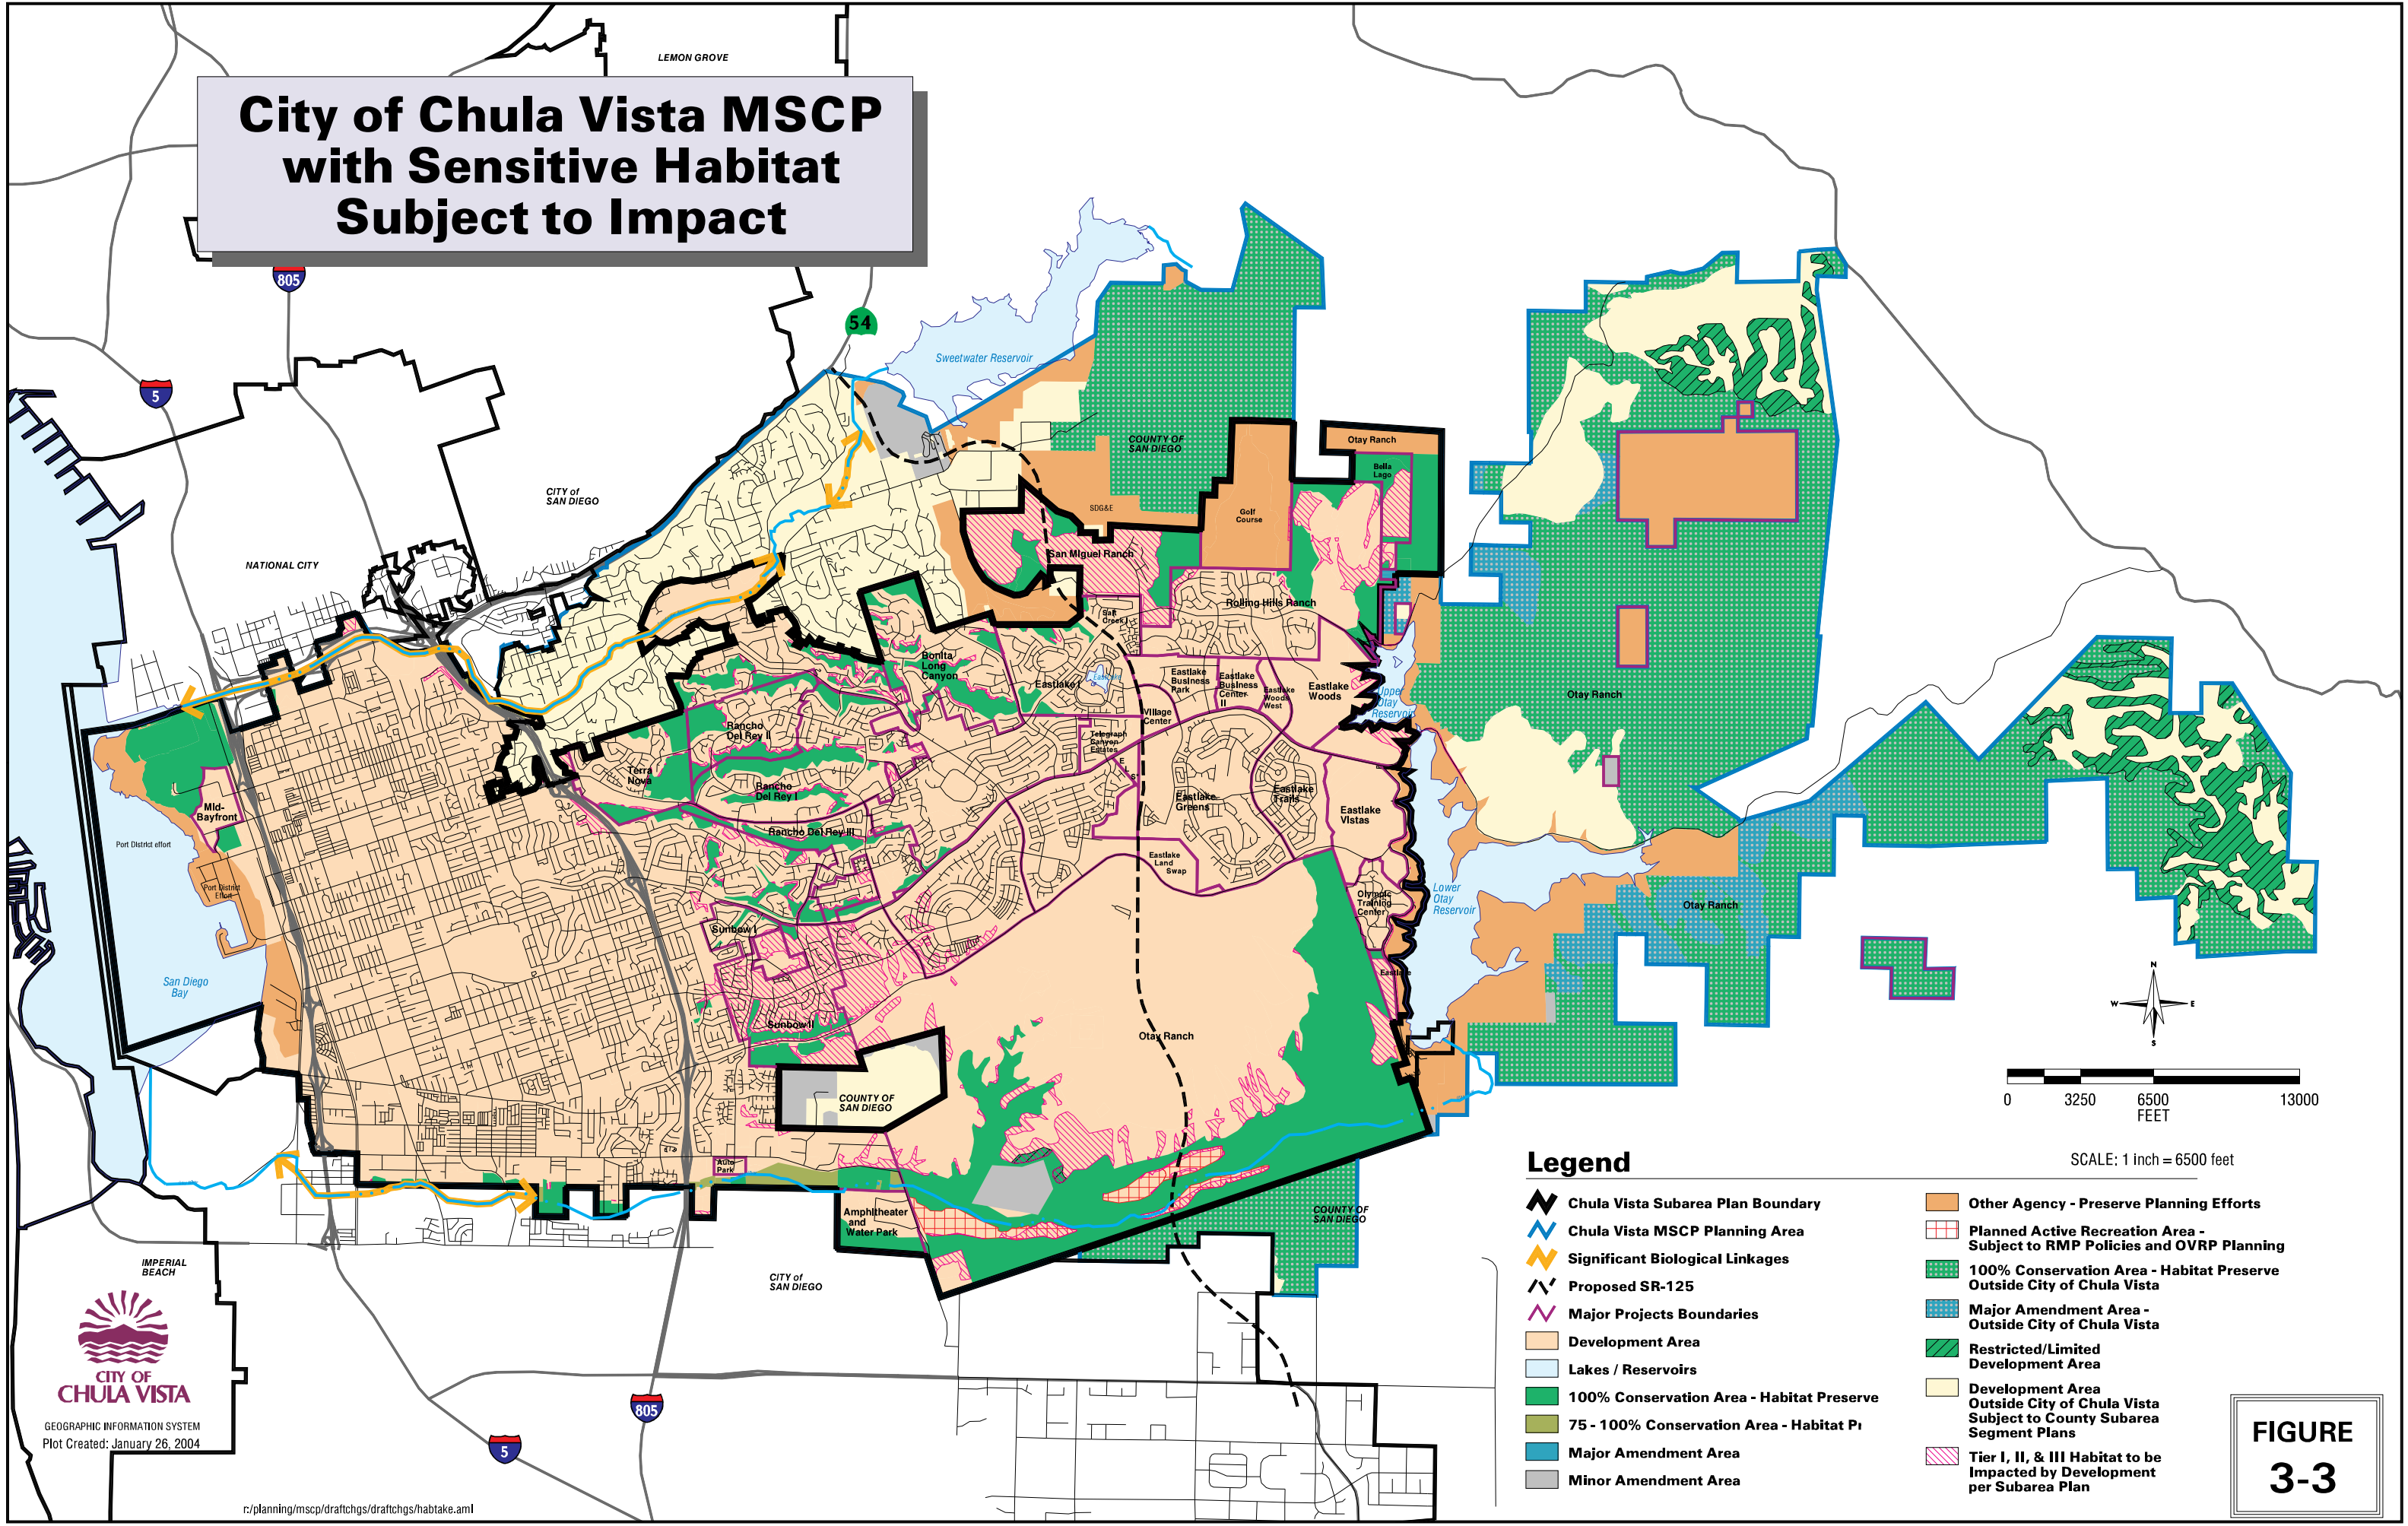 LEMON GROVE
City of Chula Vista MSCP
with Sensitive Habitat
Subject to Impact
805
54
5
Sweetwater Reservoir
COUNTY OF
SAN DIEGO
Otay Ranch
Bella
Lago
CITY of
SAN DIEGO
SDG&E
Golf
Course
NATIONAL CITY
San Miguel Ranch
Rolling Hills Ranch
Salt
Creek I
Bonita
Long
Canyon
Eastlake I
Eastlake
Business
Park
Eastlake
Business
Center
II
Eastlake
Woods
West
Eastlake
Woods
Upper
Otay
Reservoir
Otay Ranch
Village
Center
Rancho
Del Rey II
Telegraph
Canyon
Estates
Terra
Nova
Rancho
Del Rey I
Eastlake
Greens
Eastlake
Trails
Eastlake
Vistas
Mid-
Bayfront
Rancho Del Rey III
Port District effort
Port District
Effort
Eastlake
Land
Swap
Olympic
Training
Center
Lower
Otay
Reservoir
Otay Ranch
Sunbow I
San Diego
Bay
Eastlake
Sunbow II
Otay Ranch
COUNTY OF
SAN DIEGO
Auto
Park
Amphitheater
and
Water Park
COUNTY OF
SAN DIEGO
IMPERIAL
BEACH
CITY of
SAN DIEGO
N
W
E
S
0 3250 6500 13000
FEET
SCALE: 1 inch = 6500 feet
Legend
Chula Vista Subarea Plan Boundary
Chula Vista MSCP Planning Area
Significant Biological Linkages
Proposed SR-125
Major Projects Boundaries
Development Area
Lakes / Reservoirs
100% Conservation Area - Habitat Preserve
75 - 100% Conservation Area - Habitat Pr
Major Amendment Area
Minor Amendment Area
Other Agency - Preserve Planning Efforts
Planned Active Recreation Area -
Subject to RMP Policies and OVRP Planning
100% Conservation Area - Habitat Preserve
Outside City of Chula Vista
Major Amendment Area -
Outside City of Chula Vista
Restricted/Limited
Development Area
Development Area
Outside City of Chula Vista
Subject to County Subarea
Segment Plans
Tier I, II, & III Habitat to be
Impacted by Development
per Subarea Plan
FIGURE
3-3
CITY OF
CHULA VISTA
GEOGRAPHIC INFORMATION SYSTEM
Plot Created: January 26, 2004
805
5
r:/planning/mscp/draftchgs/draftchgs/habtake.aml